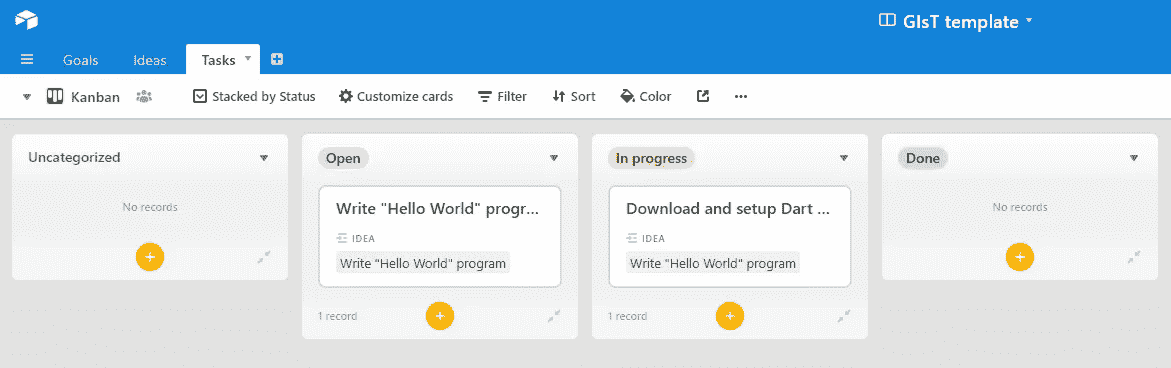 GIsT template
Goals Ideas Tasks
Kanban Stacked by Status Customize cards Filter Sort Color
Uncategorized
No records
Open
Write "Hello World" progr...
IDEA
Write "Hello World" program
1 record
In progress
Download and setup Dart ...
IDEA
Write "Hello World" program
1 record
Done
No records